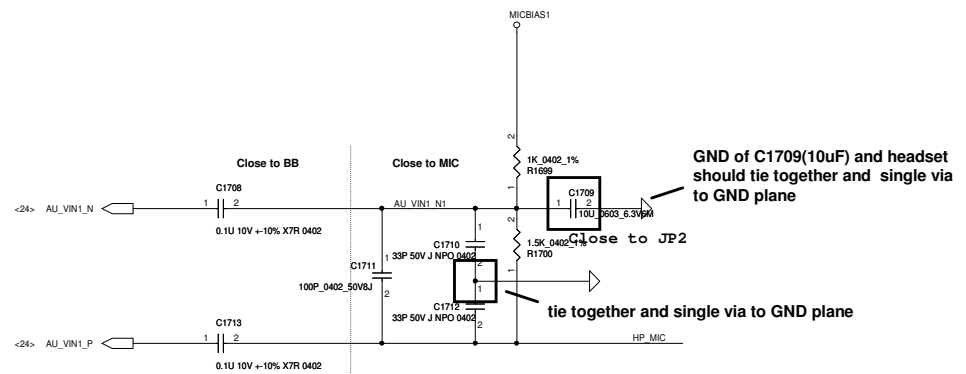 MICBIAS1
2
1K_0402_1%
R1699
1
GND of C1709(10uF) and headset
should tie together and single via
to GND plane
Close to BB
Close to MIC
C1708
C1709
<24> AU_VIN1_N
1 2
AU_VIN1_N1
1 2
0.1U 10V +-10% X7R 0402
10U_0603_6.3V6M
Close to JP2
2
1.5K_0402_1%
R1700
1
C1710
1
33P 50V J NPO 0402
2
C1711
1
100P_0402_50V8J
2
1
C1712
33P 50V J NPO 0402
2
tie together and single via to GND plane
C1713
<24> AU_VIN1_P
1 2
HP_MIC
0.1U 10V +-10% X7R 0402